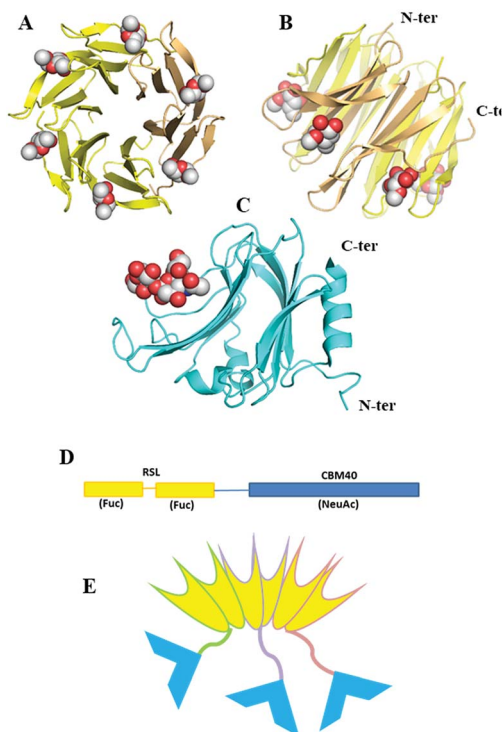 A
B
N-ter
C-te
C
C-ter
N-ter
D
RSL
CBM40
(Fuc)
(Fuc)
(NeuAc)
E